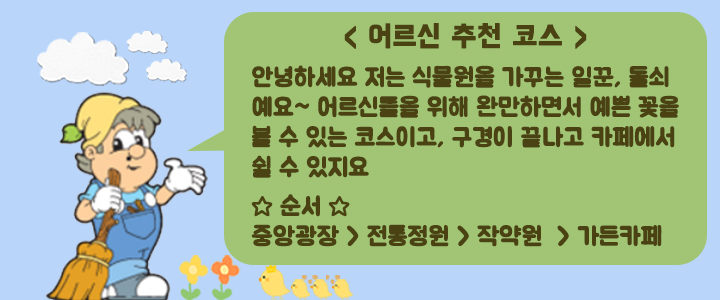 < 어르신 추천 코스 >
안녕하세요 저는 식물원을 가꾸는 일꾼, 돌쇠
예요~ 어르신들을 위해 완만하면서 예쁜 꽃을
볼 수 있는 코스이고, 구경이 끝나고 카페에서
쉴 수 있지요
☆ 순서 ☆
중앙광장 > 전통정원 > 작약원 > 가든카페